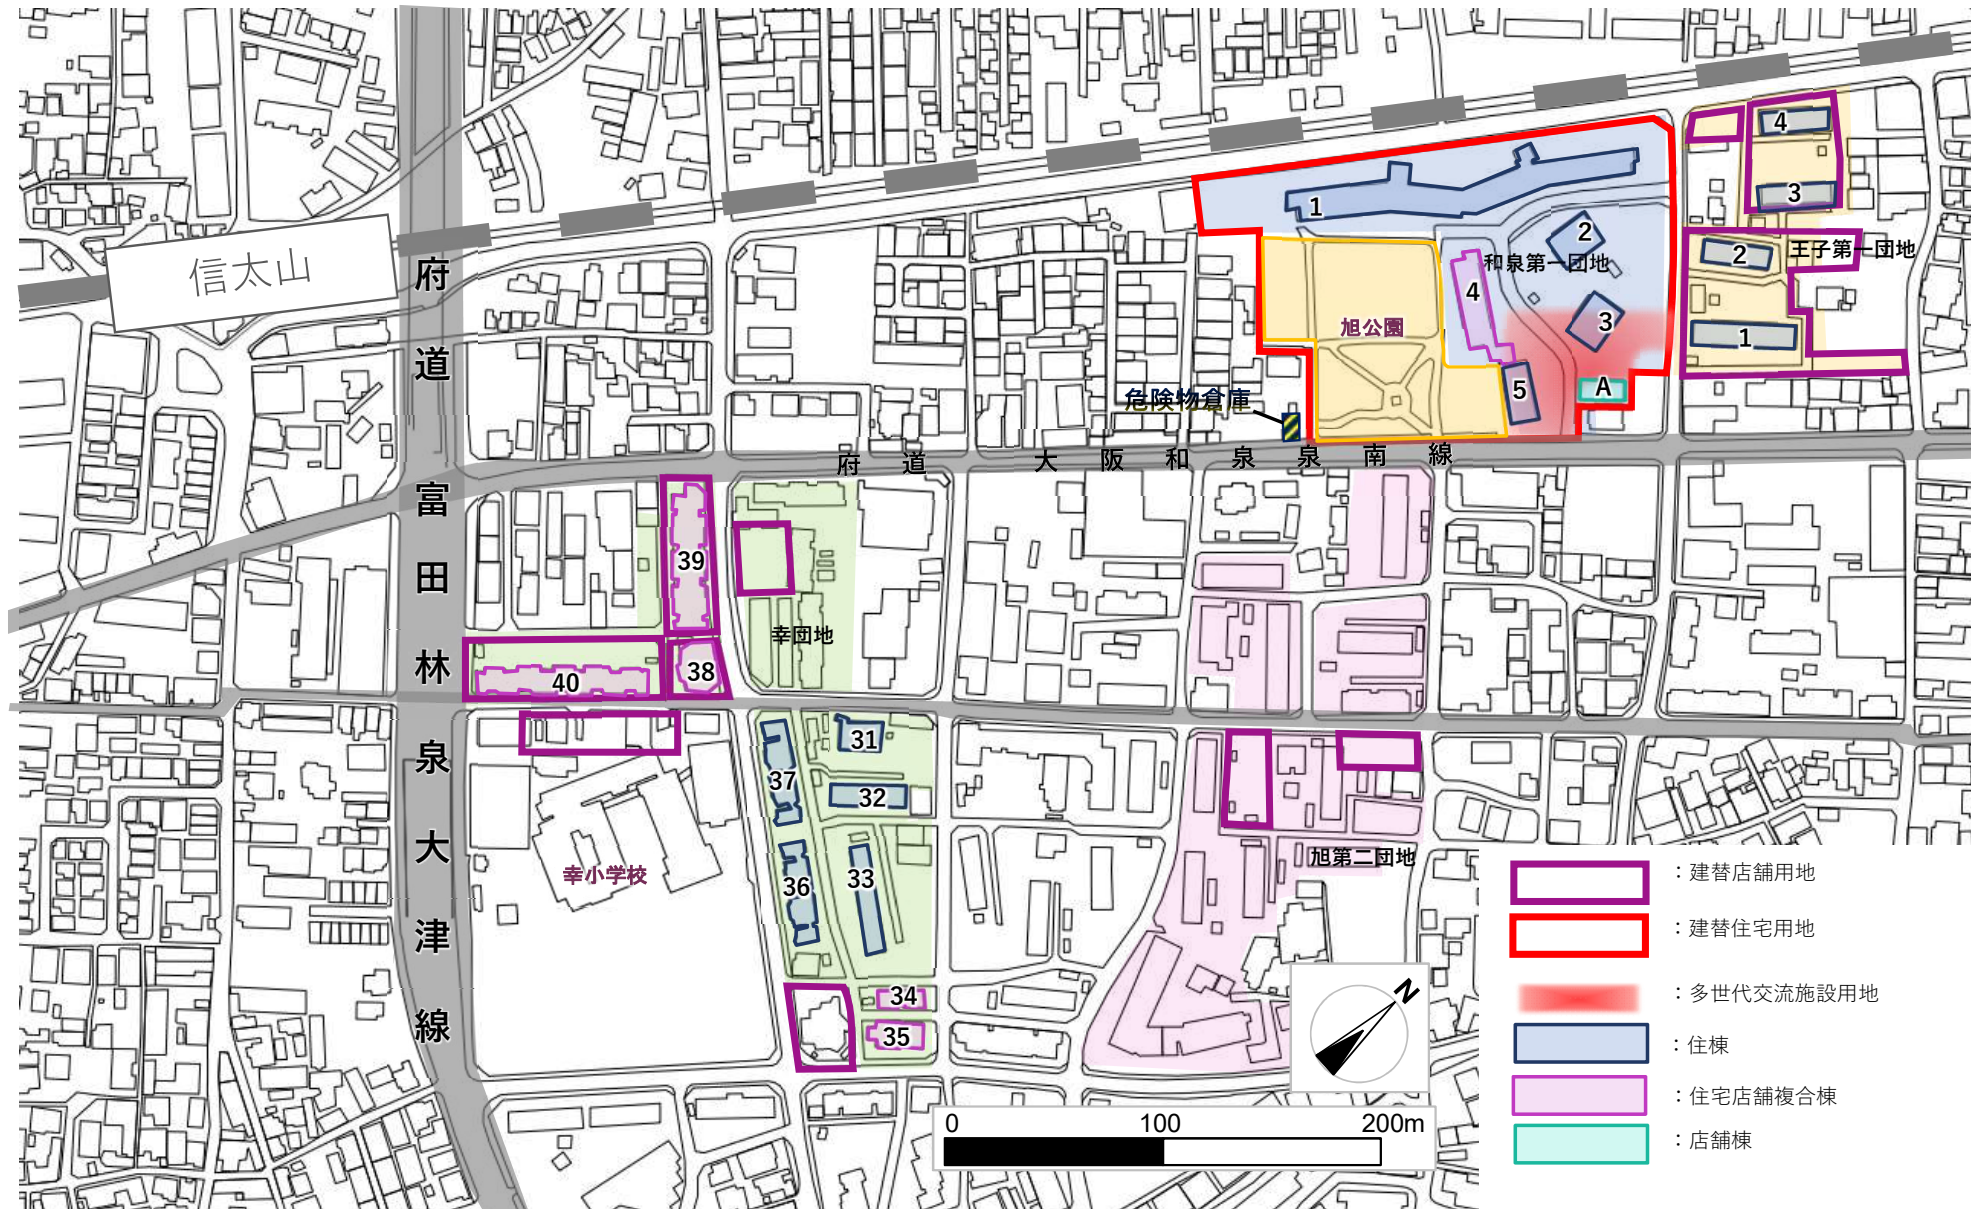 信太山
府道富田林泉大津線
府道大阪和泉泉南線
1
2
3
4
5
A
和泉第一団地
旭公園
危険物倉庫
4
3
2
1
王子第一団地
39
38
40
幸団地
31
32
37
36
33
34
35
幸小学校
旭第二団地
N
0 100 200m
：建替店舗用地
：建替住宅用地
：多世代交流施設用地
：住棟
：住宅店舗複合棟
：店舗棟